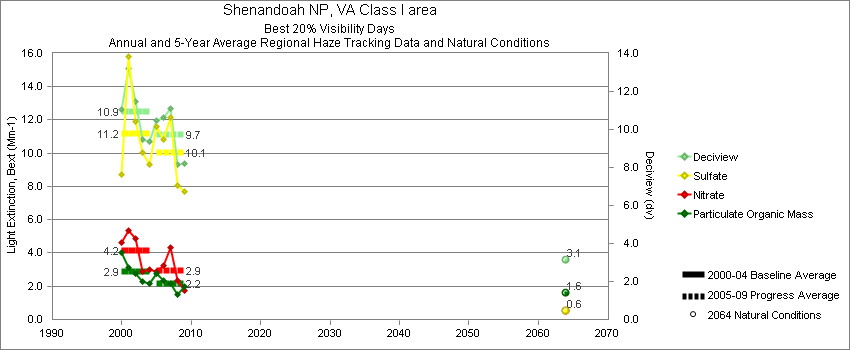 Shenandoah NP, VA Class I area
Best 20% Visibility Days
Annual and 5-Year Average Regional Haze Tracking Data and Natural Conditions
Light Extinction, Bext (Mm-1)
16.0
14.0
12.0
10.0
8.0
6.0
4.0
2.0
0.0
10.9
11.2
9.7
10.1
4.2
2.9
2.9
2.2
3.1
1.6
0.6
14.0
12.0
10.0
8.0
6.0
4.0
2.0
0.0
Deciview (dv)
1990 2000 2010 2020 2030 2040 2050 2060 2070
Deciview
Sulfate
Nitrate
Particulate Organic Mass
2000-04 Baseline Average
2005-09 Progress Average
2064 Natural Conditions